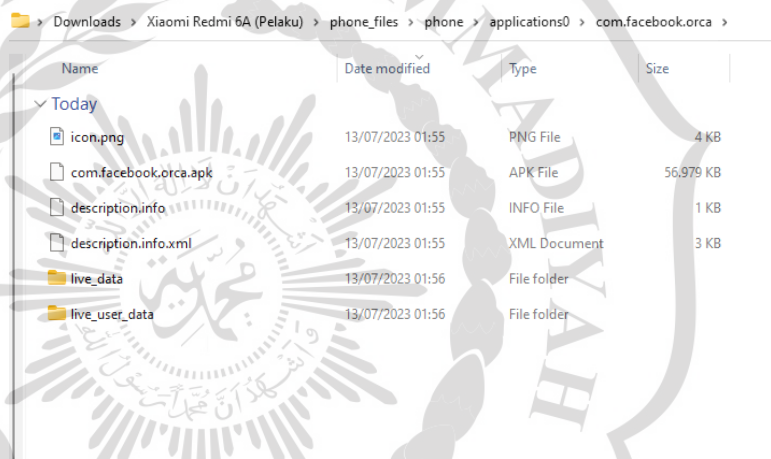 Downloads > Xiaomi Redmi 6A (Pelaku) > phone_files > phone > applications0 > com.facebook.orca >
Name Date modified Type Size
Today
icon.png 13/07/2023 01:55 PNG File 4 KB
com.facebook.orca.apk 13/07/2023 01:55 APK File 56.979 KB
description.info 13/07/2023 01:55 INFO File 1 KB
description.info.xml 13/07/2023 01:55 XML Document 3 KB
live_data 13/07/2023 01:56 File folder
live_user_data 13/07/2023 01:56 File folder